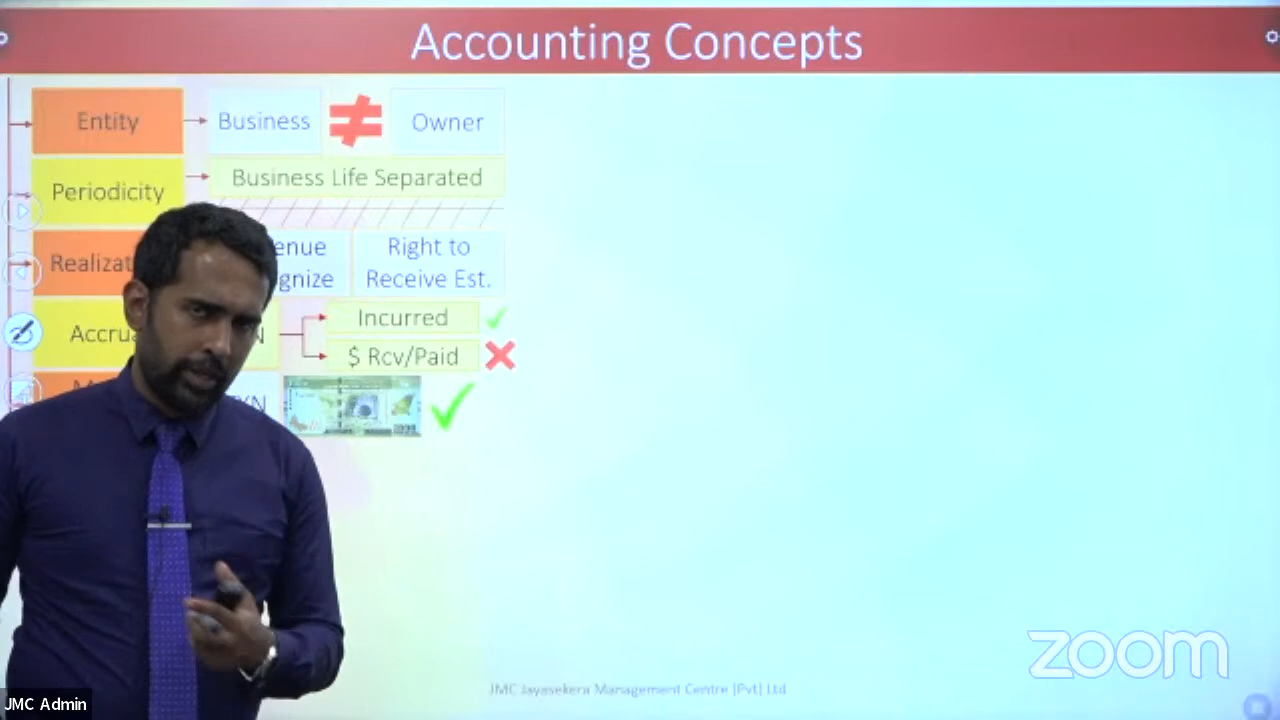 Accounting Concepts
Entity
Business
Owner
Periodicity
Business Life Separated
Right to
Receive Est.
Incurred
$ Rcv/Paid
zoom
JMC Jayasekera Management Centre (Pvt) Ltd
JMC Admin